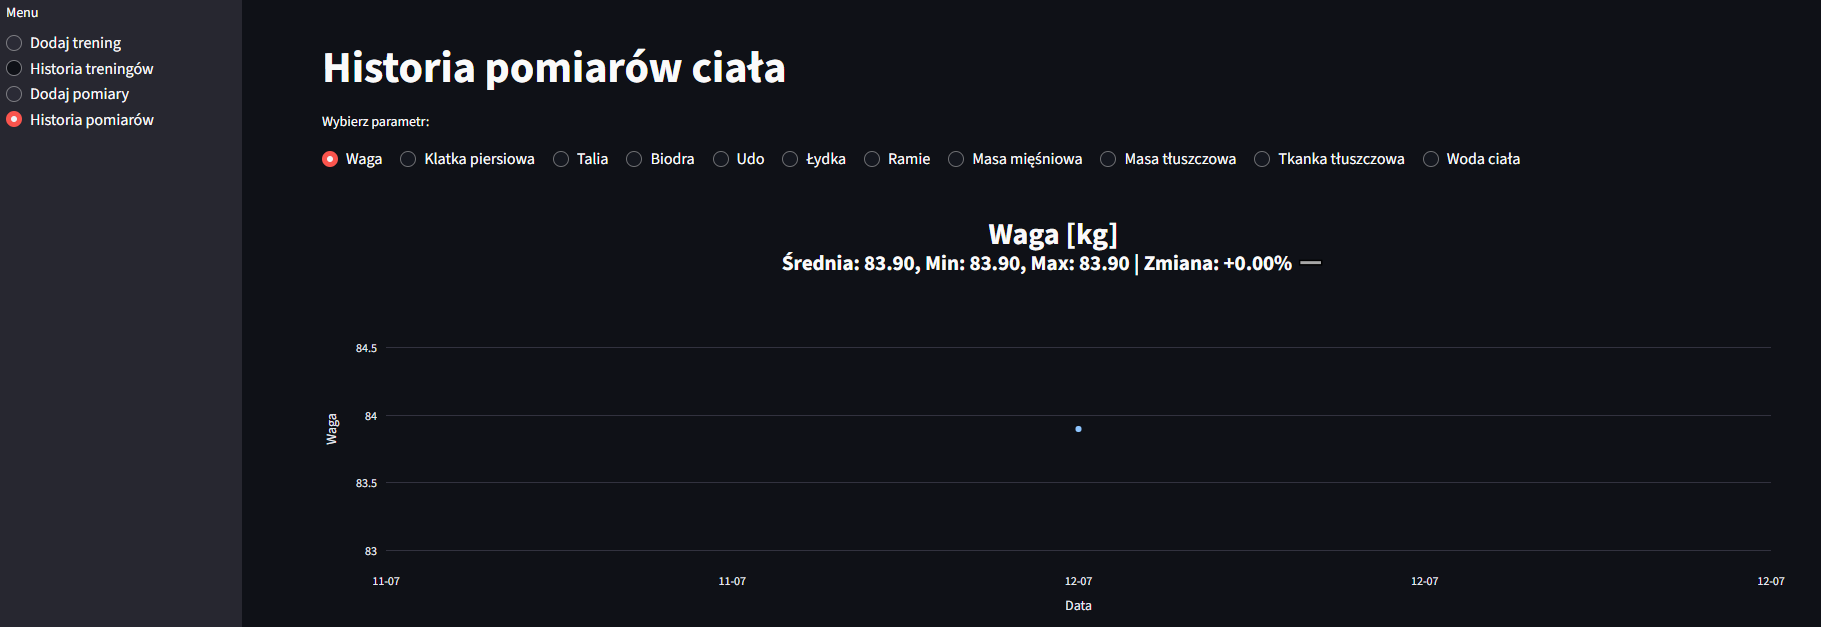 Menu
Dodaj trening
Historia treningów
Dodaj pomiary
Historia pomiarów
Historia pomiarów ciała
Wybierz parametr:
Waga Klatka piersiowa Talia Biodra Udo Łydka Ramie Masa mięśniowa Masa tłuszczowa Tkanka tłuszczowa Woda ciała
Waga [kg]
Średnia: 83.90, Min: 83.90, Max: 83.90 | Zmiana: +0.00% —
84.5
84
83.5
83
Waga
11-07 11-07 12-07 12-07 12-07
Data